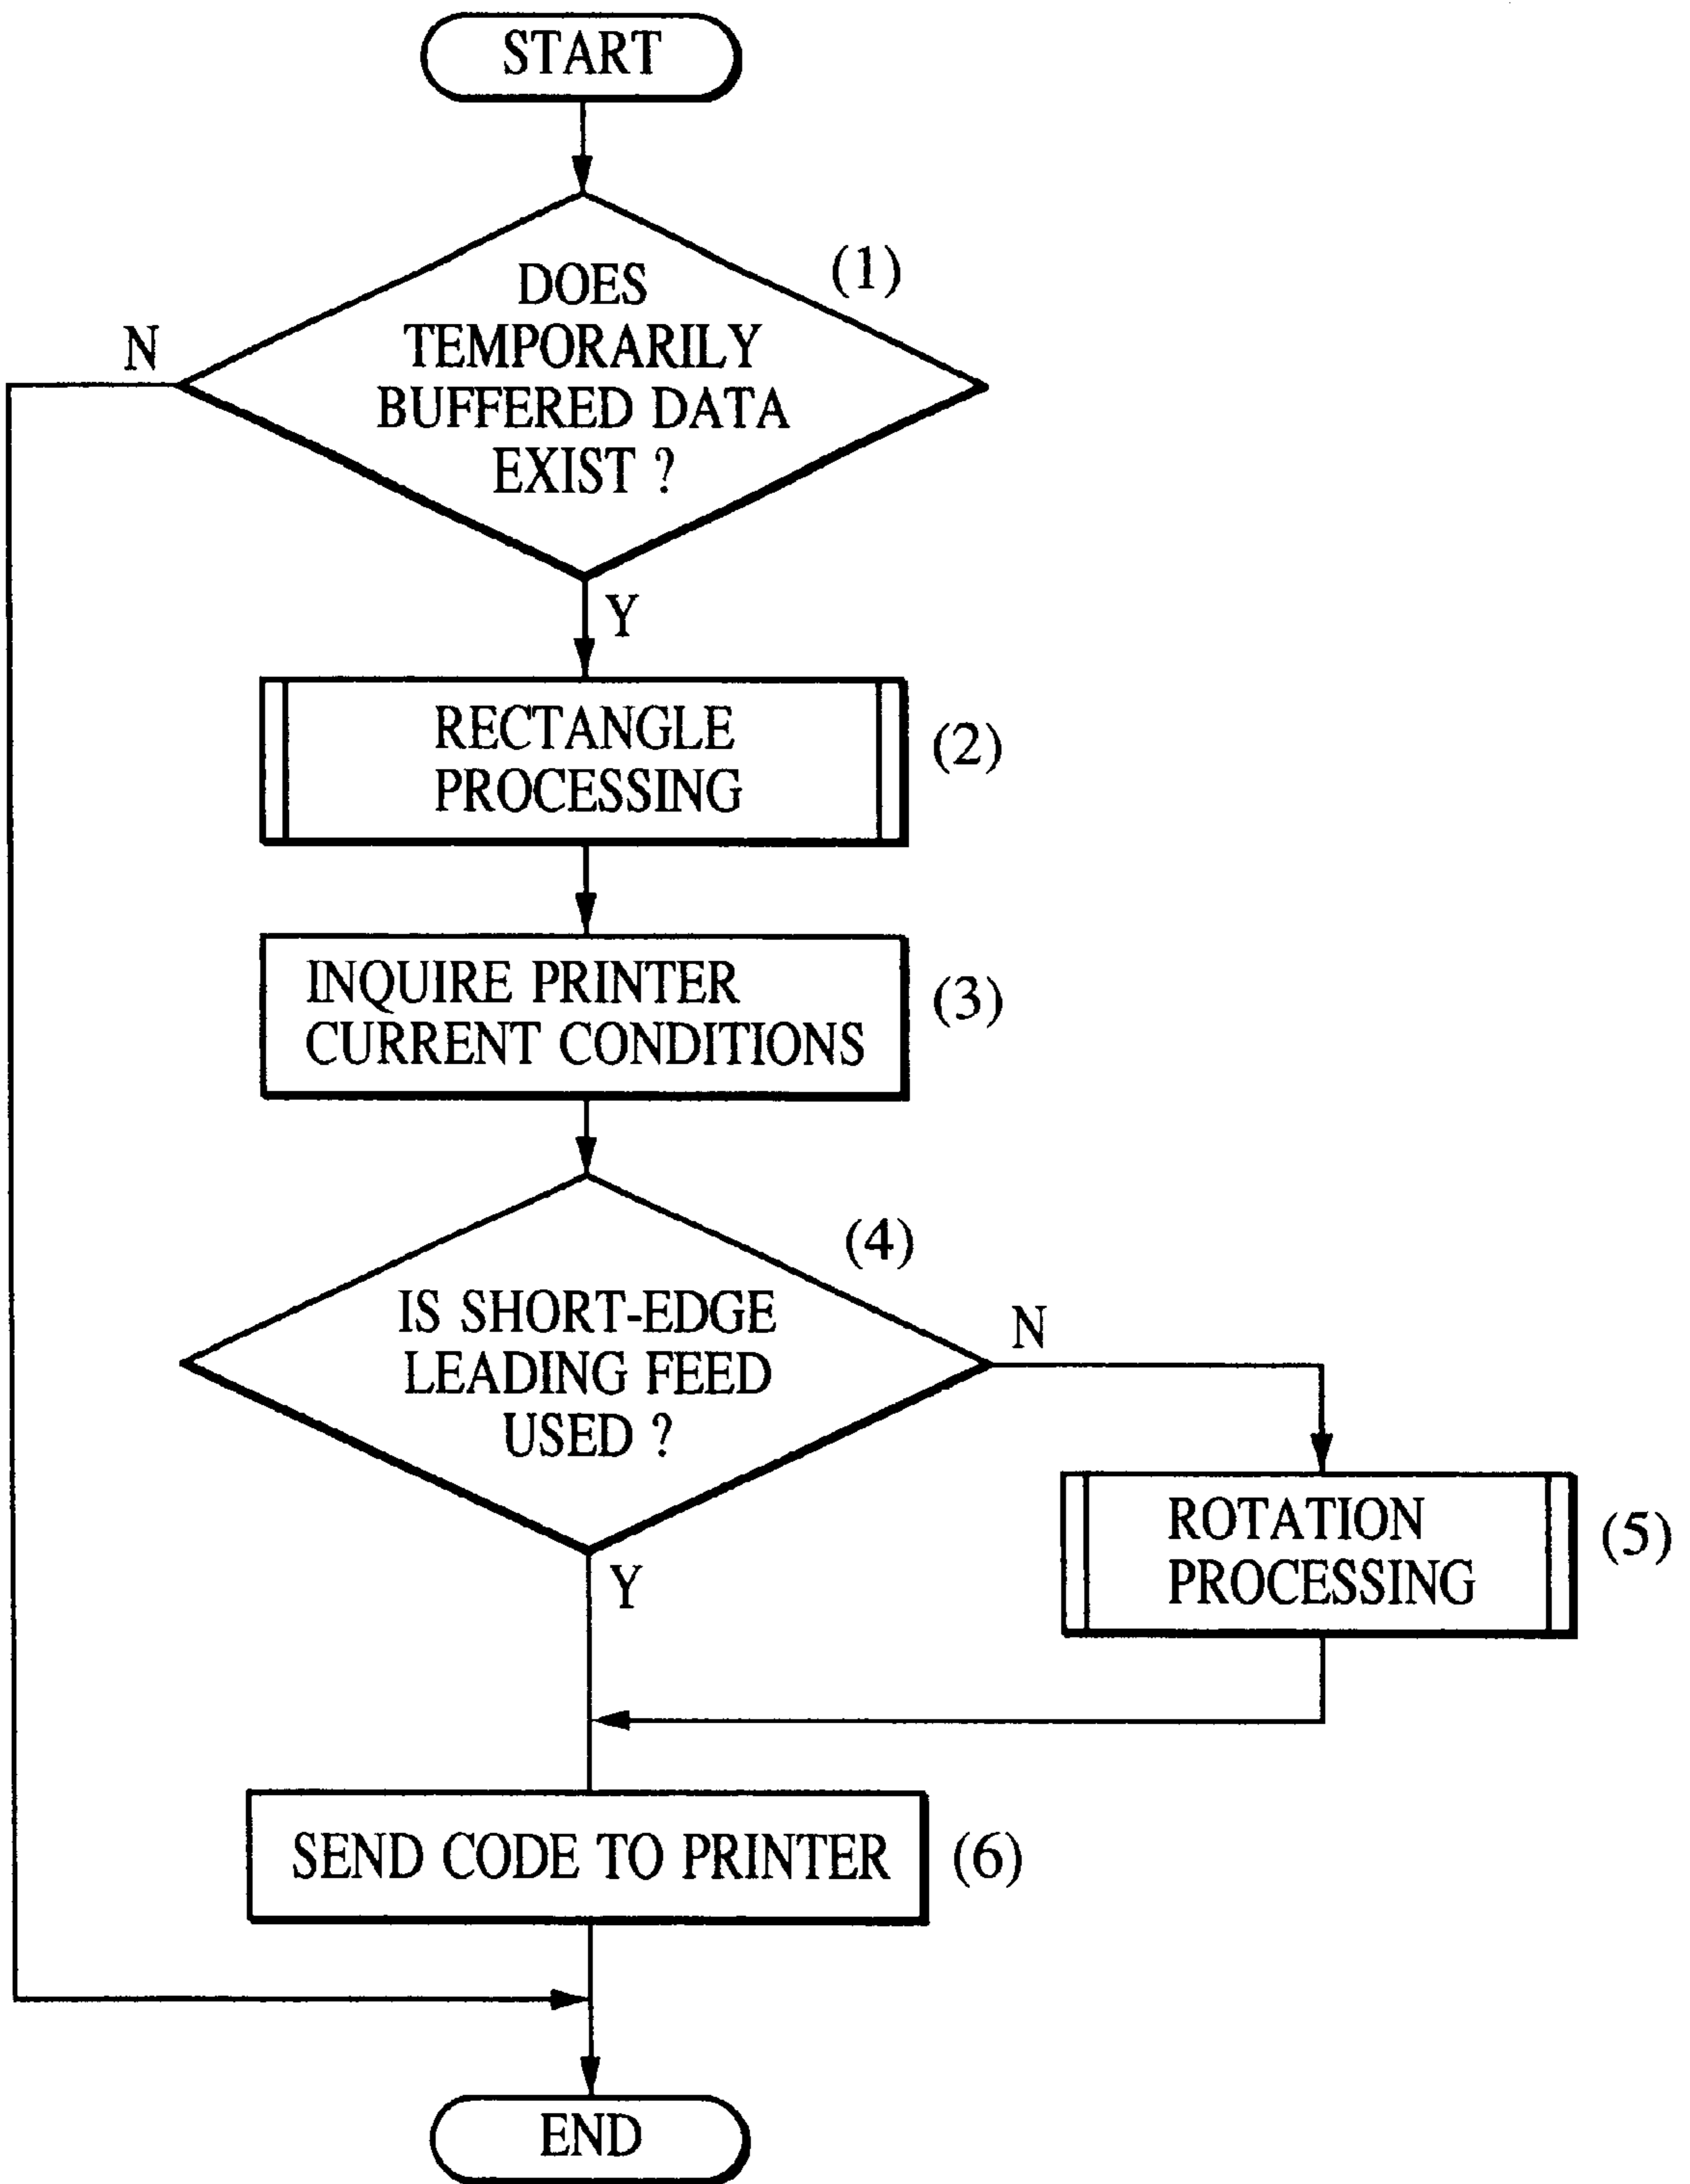 START
(1)
DOES
TEMPORARILY
BUFFERED DATA
EXIST ?
N
Y
RECTANGLE
PROCESSING
(2)
INQUIRE PRINTER
CURRENT CONDITIONS
(3)
(4)
IS SHORT-EDGE
LEADING FEED
USED ?
N
Y
ROTATION
PROCESSING
(5)
SEND CODE TO PRINTER
(6)
END